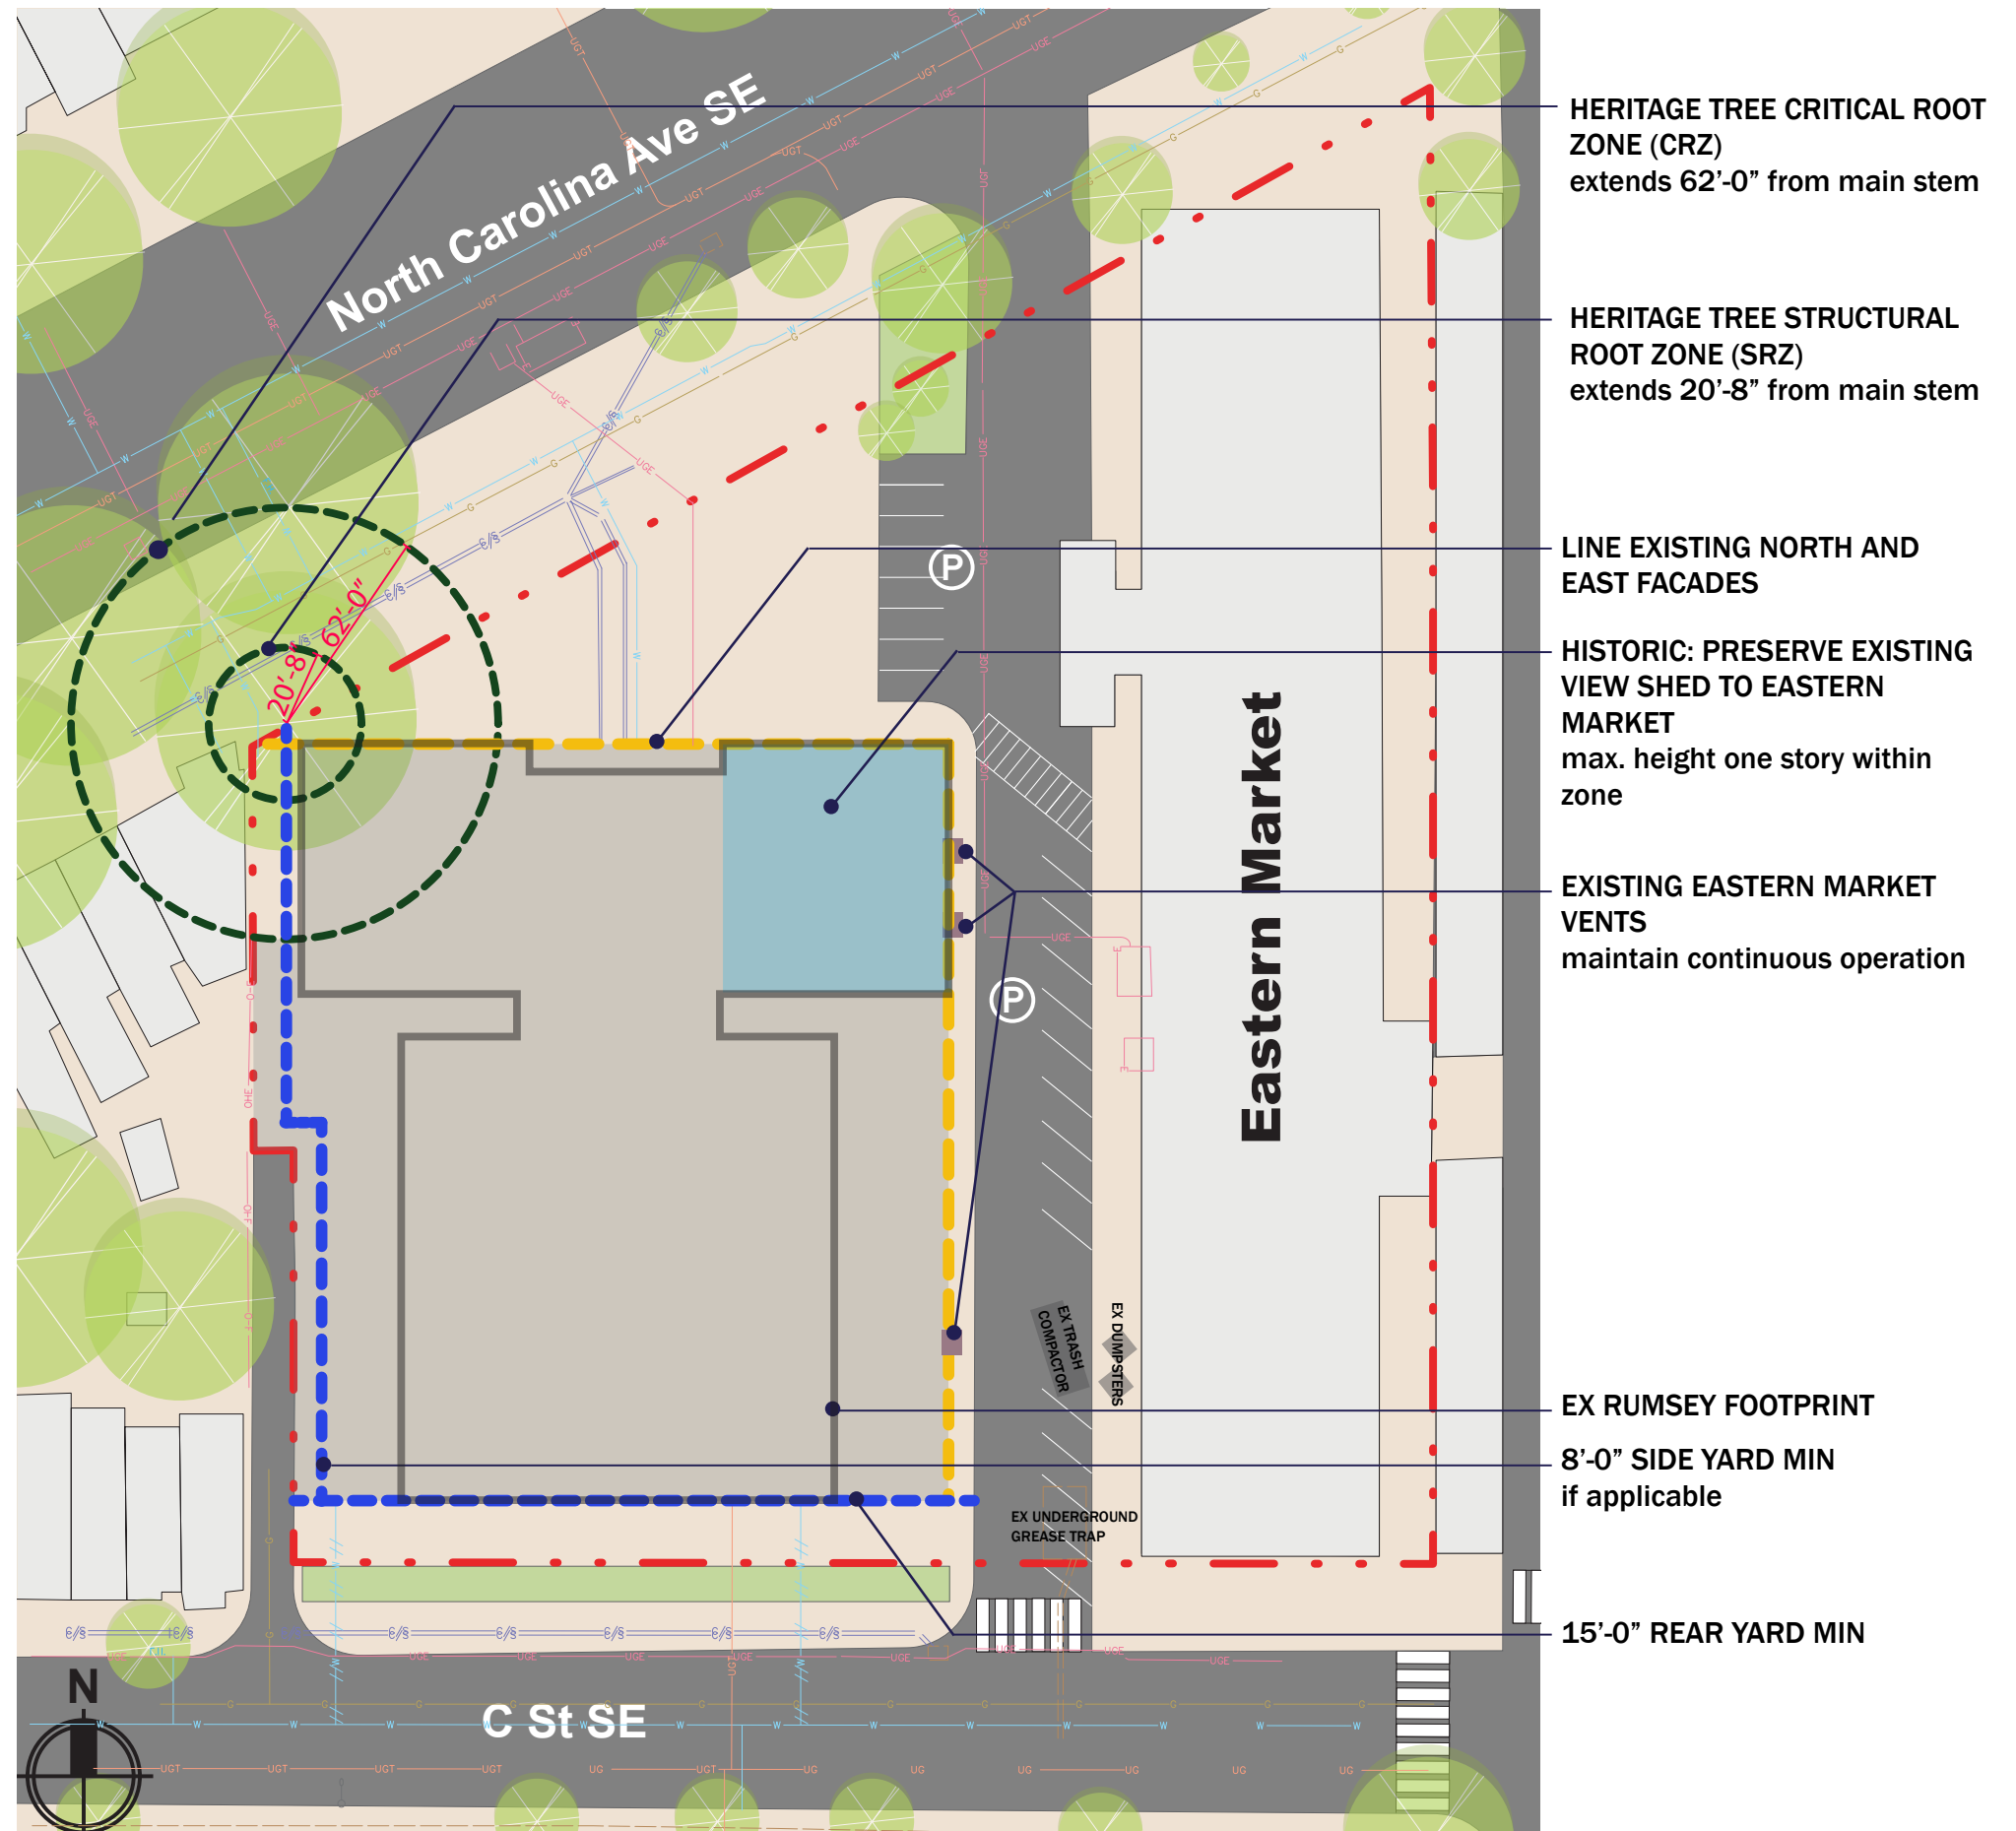 HERITAGE TREE CRITICAL ROOT
ZONE (CRZ)
extends 62’-0” from main stem
HERITAGE TREE STRUCTURAL
ROOT ZONE (SRZ)
extends 20’-8” from main stem
LINE EXISTING NORTH AND
EAST FACADES
HISTORIC: PRESERVE EXISTING
VIEW SHED TO EASTERN
MARKET
max. height one story within
zone
EXISTING EASTERN MARKET
VENTS
maintain continuous operation
EX RUMSEY FOOTPRINT
8’-0” SIDE YARD MIN
if applicable
15’-0” REAR YARD MIN
North Carolina Ave SE
62’-0”
20’-8”
P
P
Eastern Market
EX TRASH
COMPACTOR
EX DUMPSTERS
EX UNDERGROUND
GREASE TRAP
C St SE
N